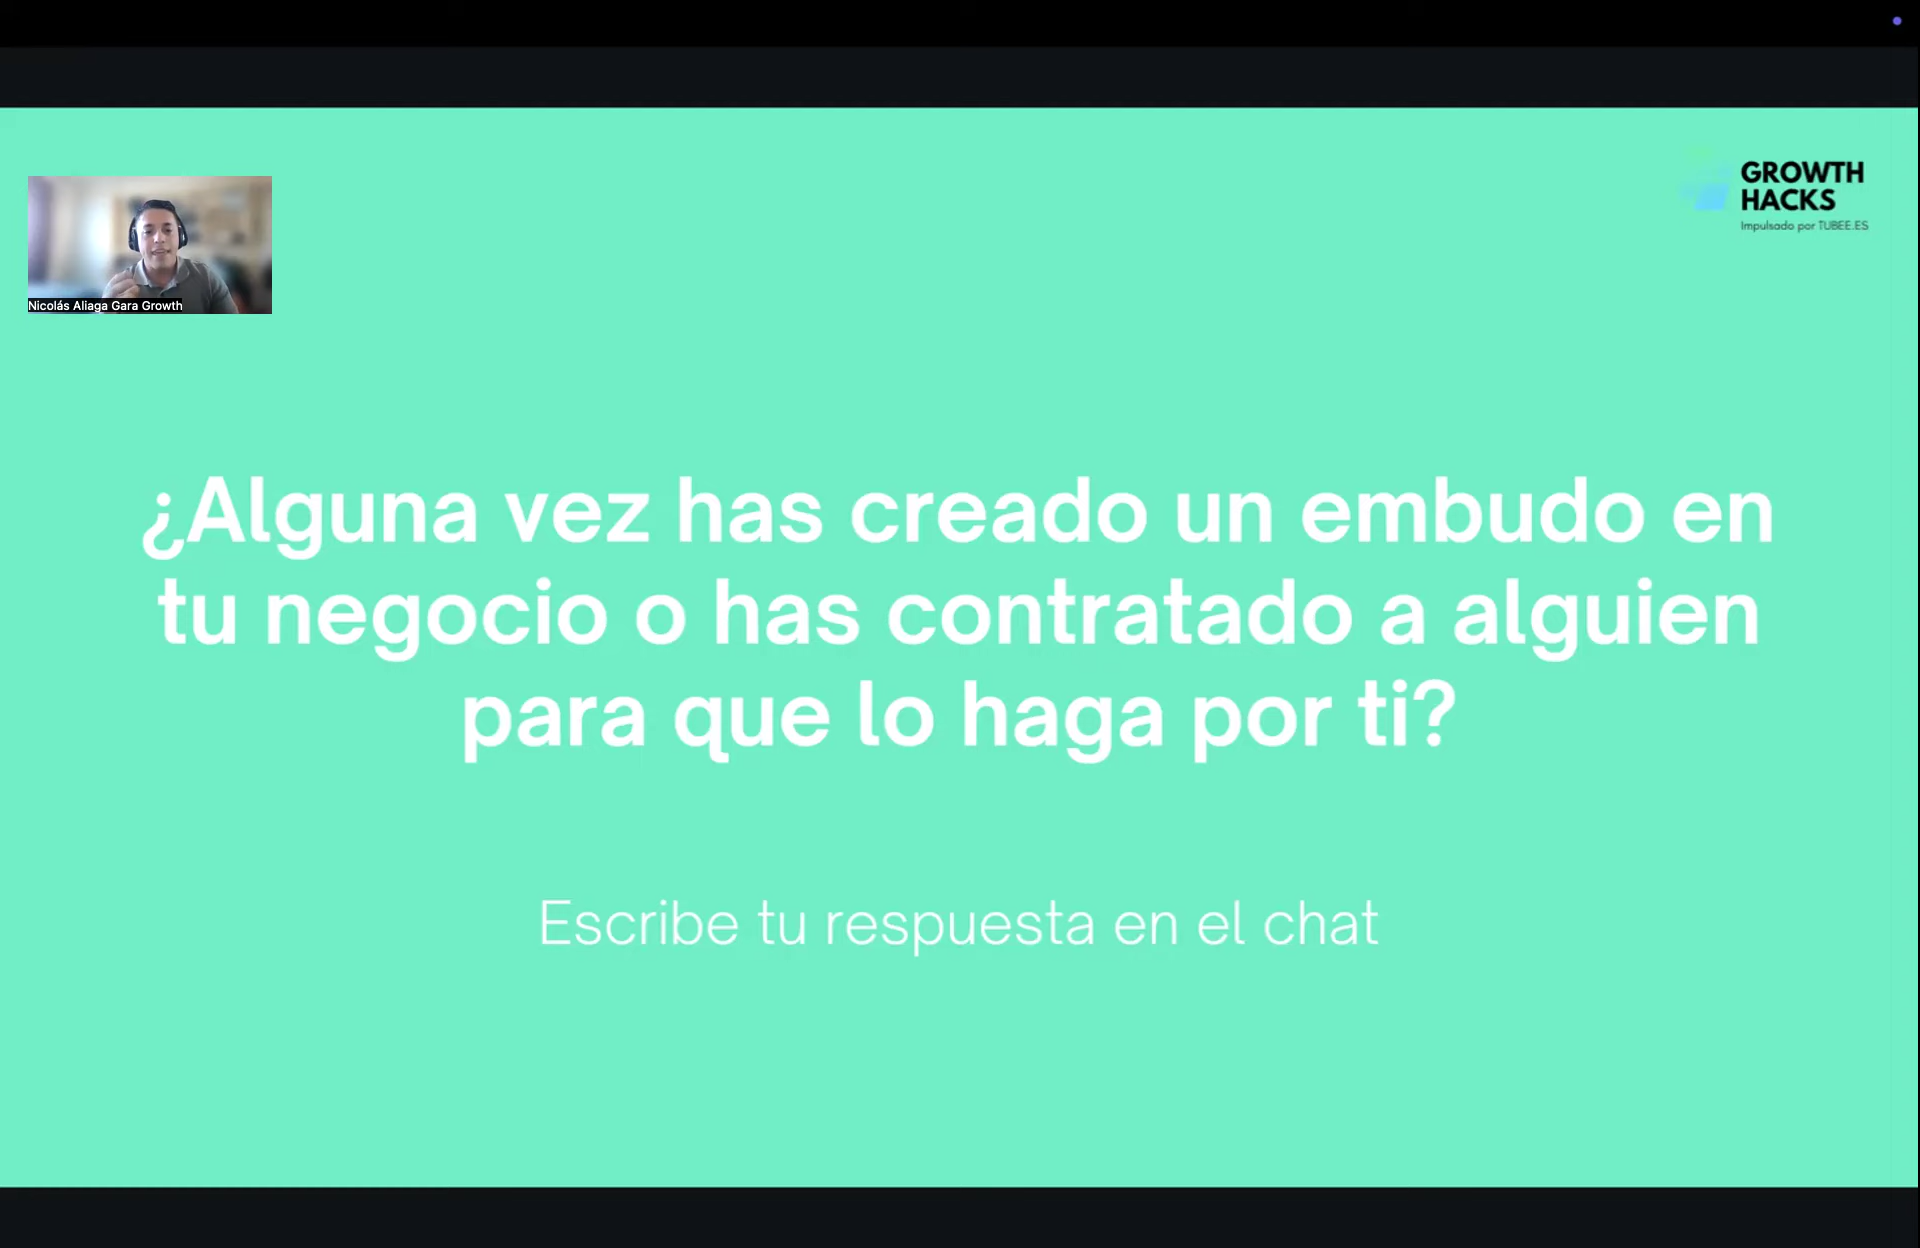 GROWTH
HACKS
Impulsado por TUBEE.ES
Nicolás Aliaga Gara Growth
¿Alguna vez has creado un embudo en
tu negocio o has contratado a alguien
para que lo haga por ti?
Escribe tu respuesta en el chat